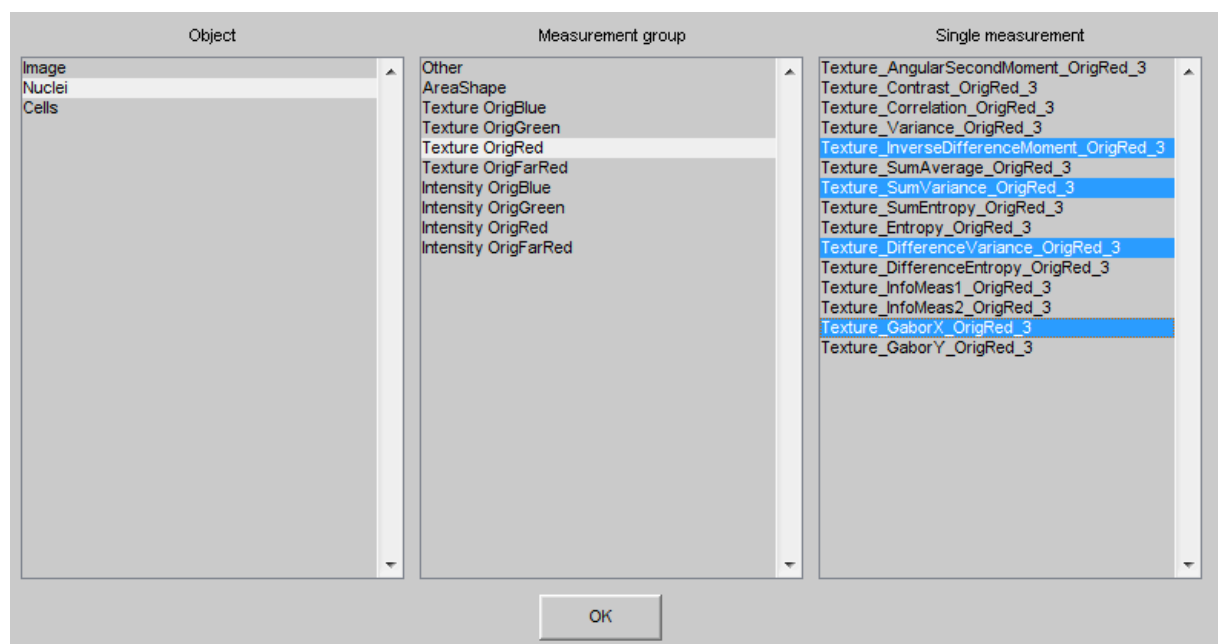 Object
Image
Nuclei
Cells
Measurement group
Other
AreaShape
Texture OrigBlue
Texture OrigGreen
Texture OrigRed
Texture OrigFarRed
Intensity OrigBlue
Intensity OrigGreen
Intensity OrigRed
Intensity OrigFarRed
Single measurement
Texture_AngularSecondMoment_OrigRed_3
Texture_Contrast_OrigRed_3
Texture_Correlation_OrigRed_3
Texture_Variance_OrigRed_3
Texture_InverseDifferenceMoment_OrigRed_3
Texture_SumAverage_OrigRed_3
Texture_SumVariance_OrigRed_3
Texture_SumEntropy_OrigRed_3
Texture_Entropy_OrigRed_3
Texture_DifferenceVariance_OrigRed_3
Texture_DifferenceEntropy_OrigRed_3
Texture_InfoMeas1_OrigRed_3
Texture_InfoMeas2_OrigRed_3
Texture_GaborX_OrigRed_3
Texture_GaborY_OrigRed_3
OK